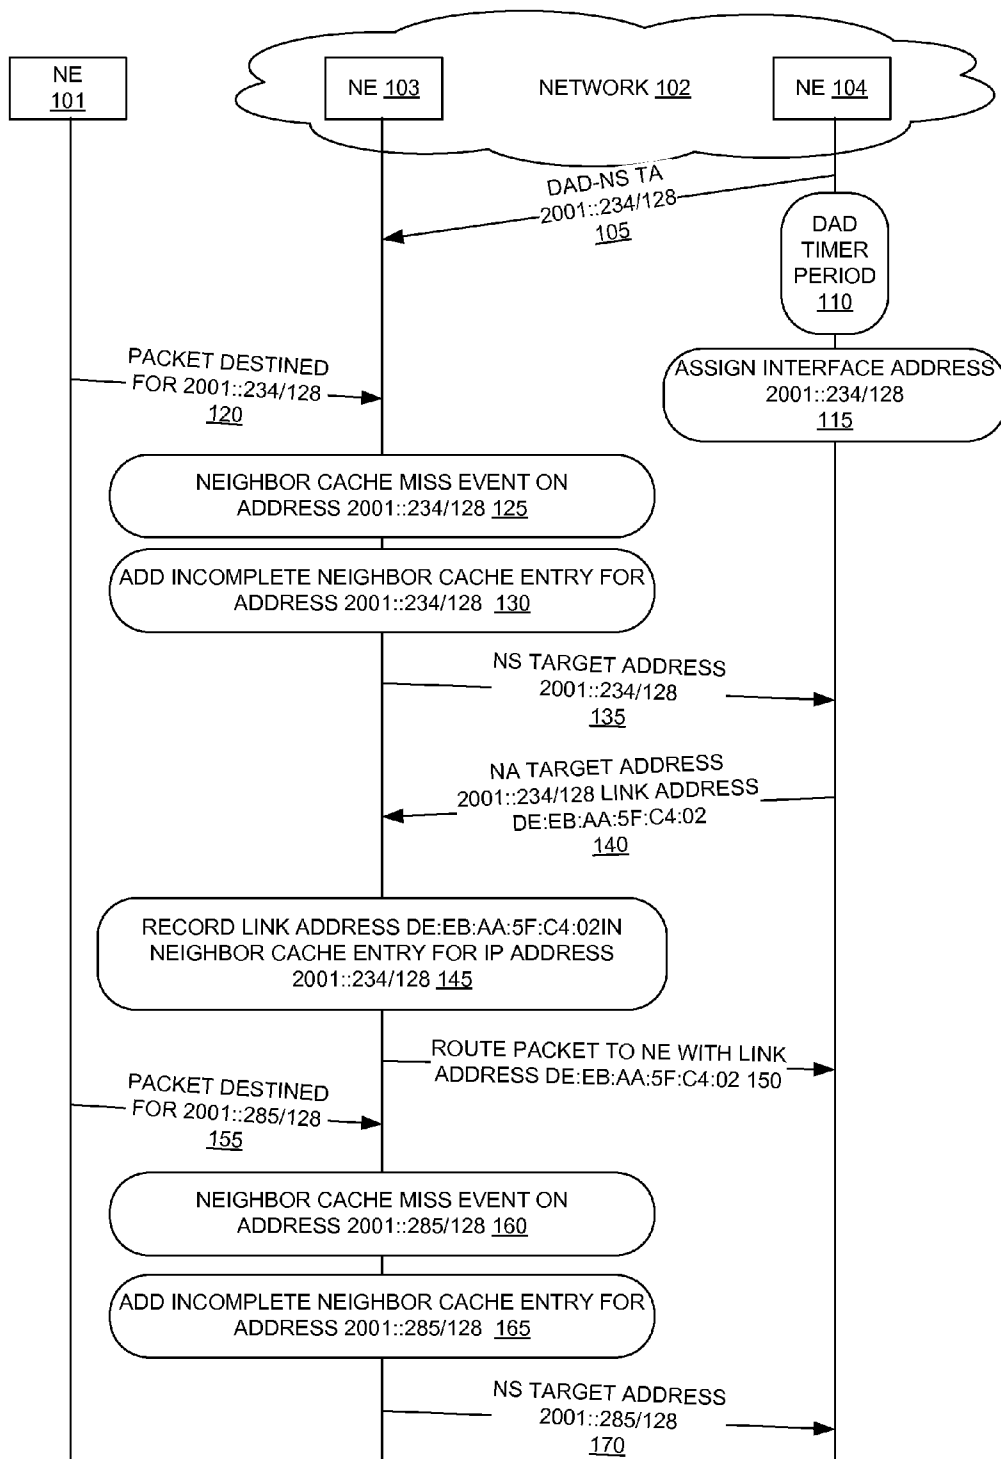 NE
101
NE 103
NETWORK 102
NE 104
DAD-NS TA
2001::234/128
105
DAD
TIMER
PERIOD
110
ASSIGN INTERFACE ADDRESS
2001::234/128
115
PACKET DESTINED
FOR 2001::234/128
120
NEIGHBOR CACHE MISS EVENT ON
ADDRESS 2001::234/128 125
ADD INCOMPLETE NEIGHBOR CACHE ENTRY FOR
ADDRESS 2001::234/128 130
NS TARGET ADDRESS
2001::234/128
135
NA TARGET ADDRESS
2001::234/128 LINK ADDRESS
DE:EB:AA:5F:C4:02
140
RECORD LINK ADDRESS DE:EB:AA:5F:C4:02IN
NEIGHBOR CACHE ENTRY FOR IP ADDRESS
2001::234/128 145
ROUTE PACKET TO NE WITH LINK
ADDRESS DE:EB:AA:5F:C4:02 150
PACKET DESTINED
FOR 2001::285/128
155
NEIGHBOR CACHE MISS EVENT ON
ADDRESS 2001::285/128 160
ADD INCOMPLETE NEIGHBOR CACHE ENTRY FOR
ADDRESS 2001::285/128 165
NS TARGET ADDRESS
2001::285/128
170